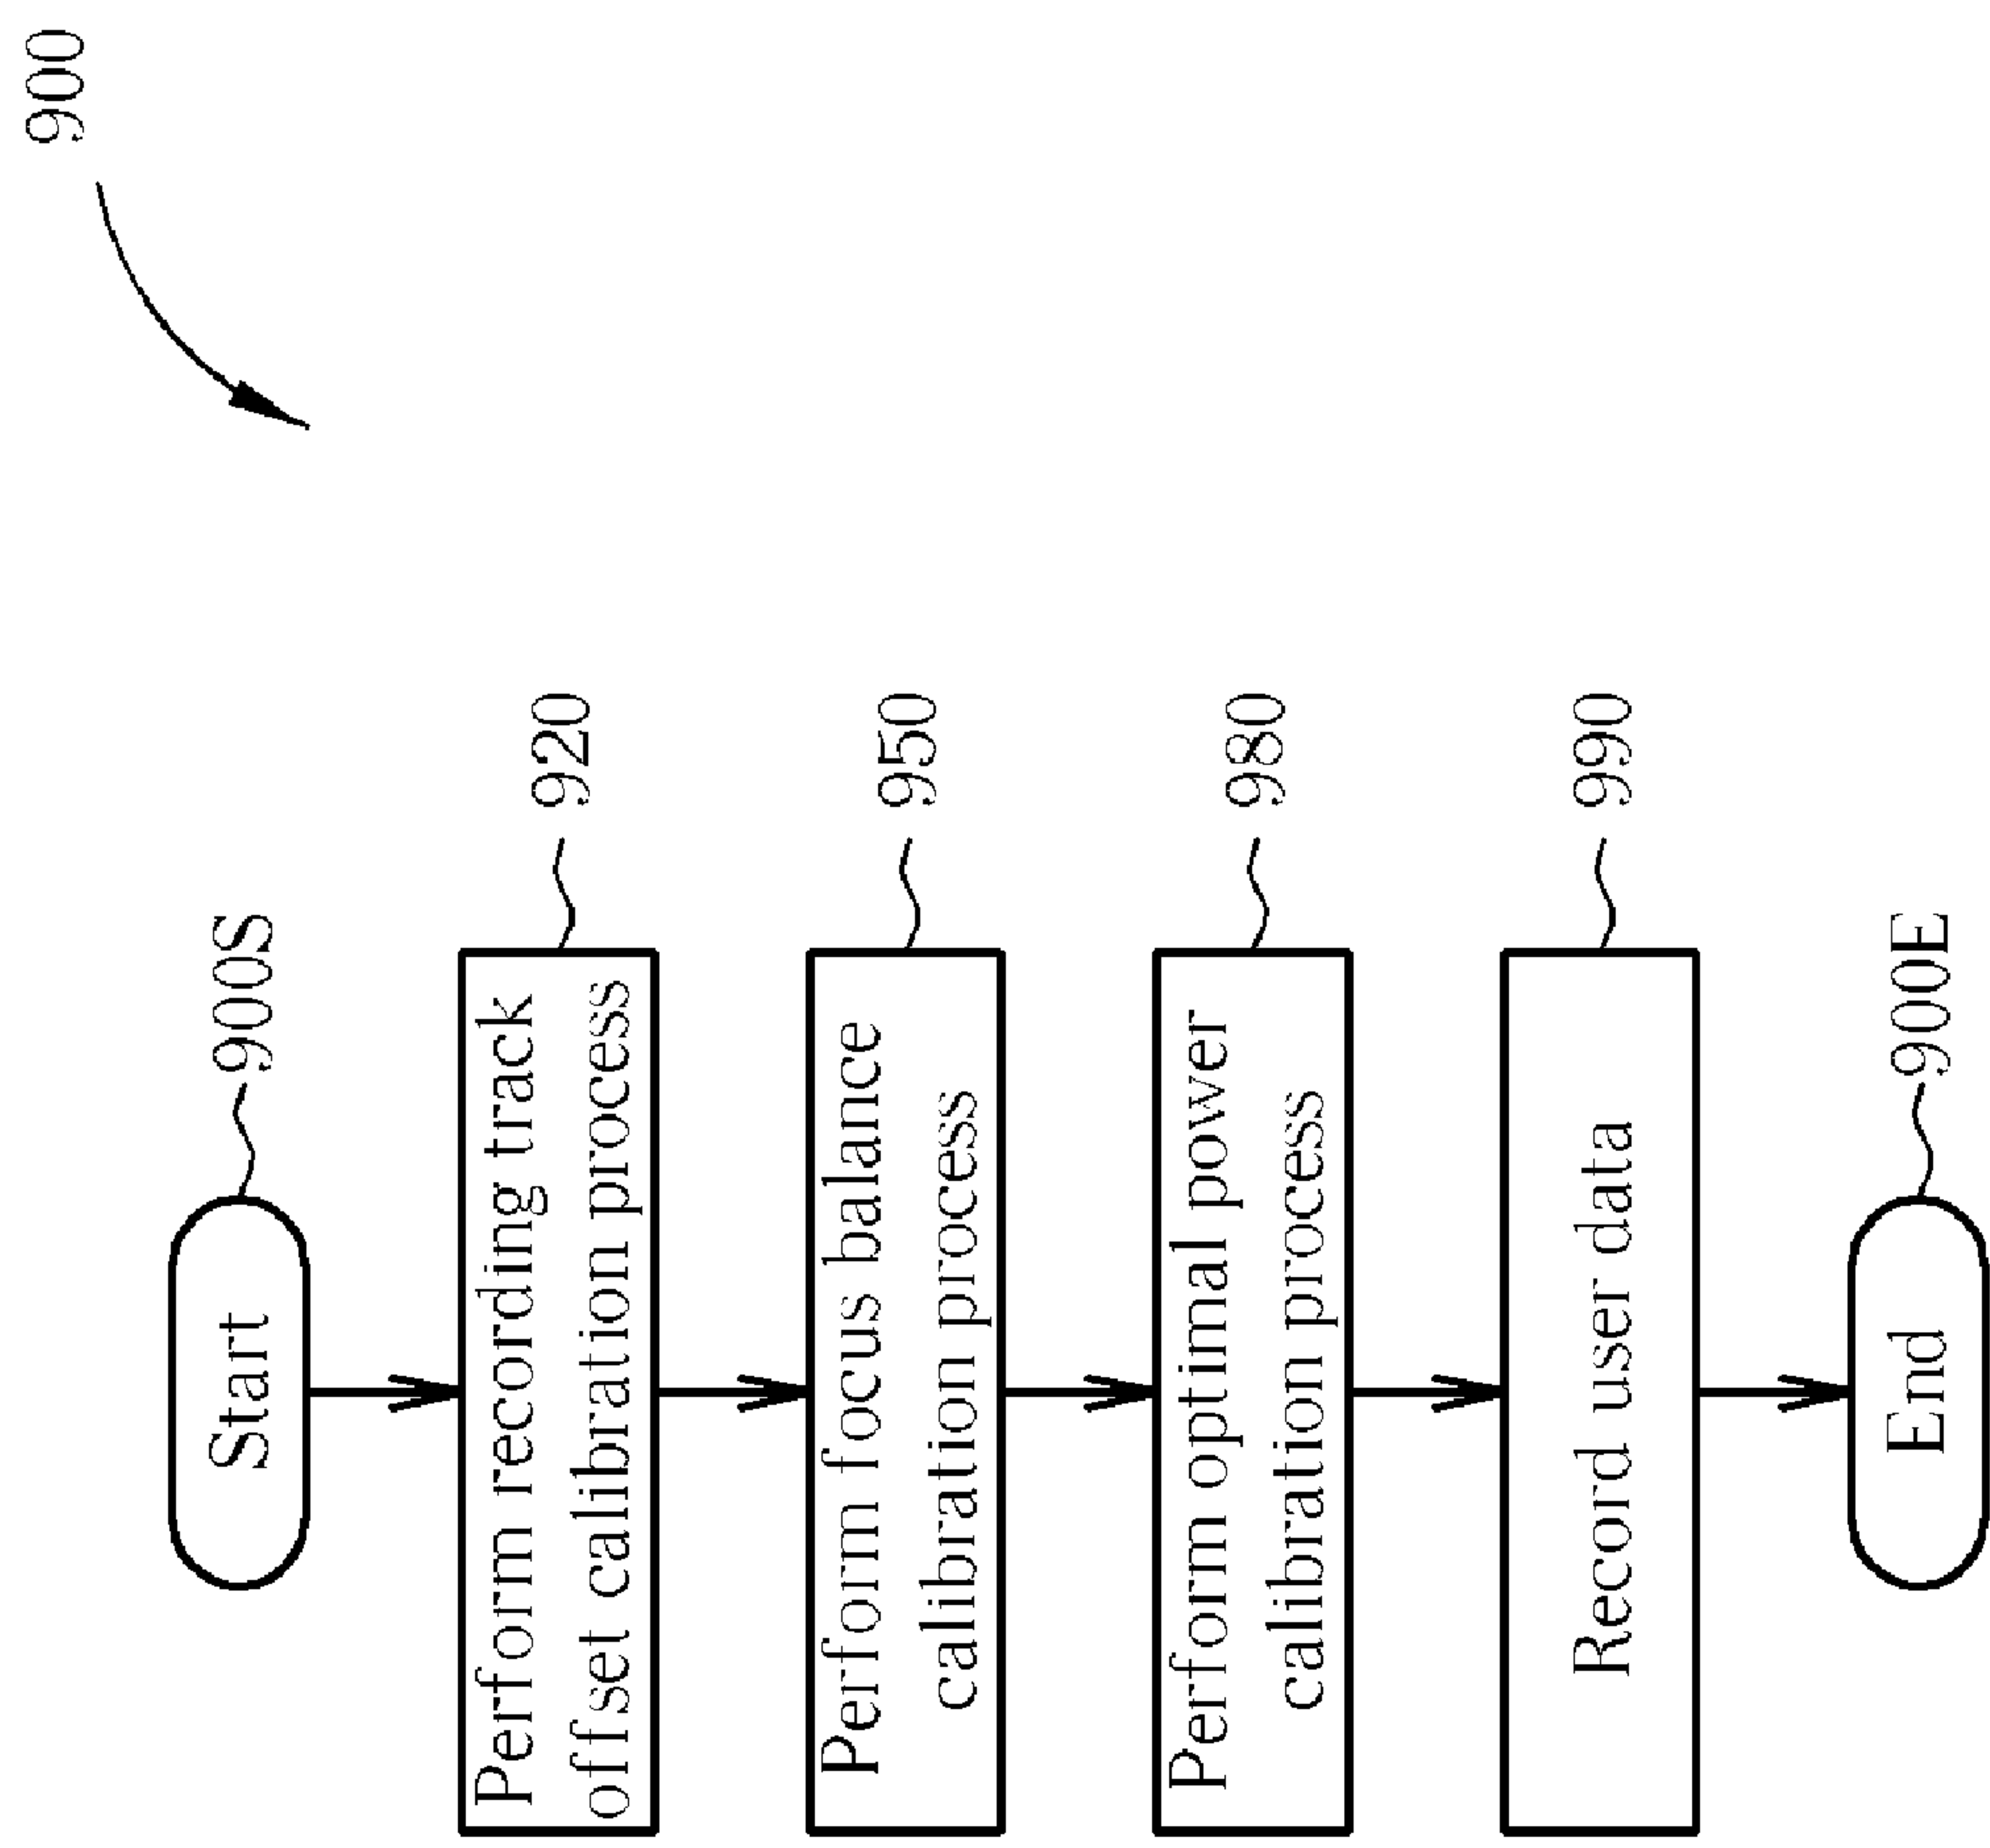 900
Start
900S
Perform recording track
offset calibration process
920
Perform focus balance
calibration process
950
Perform optimal power
calibration process
980
Record user data
990
End
900E